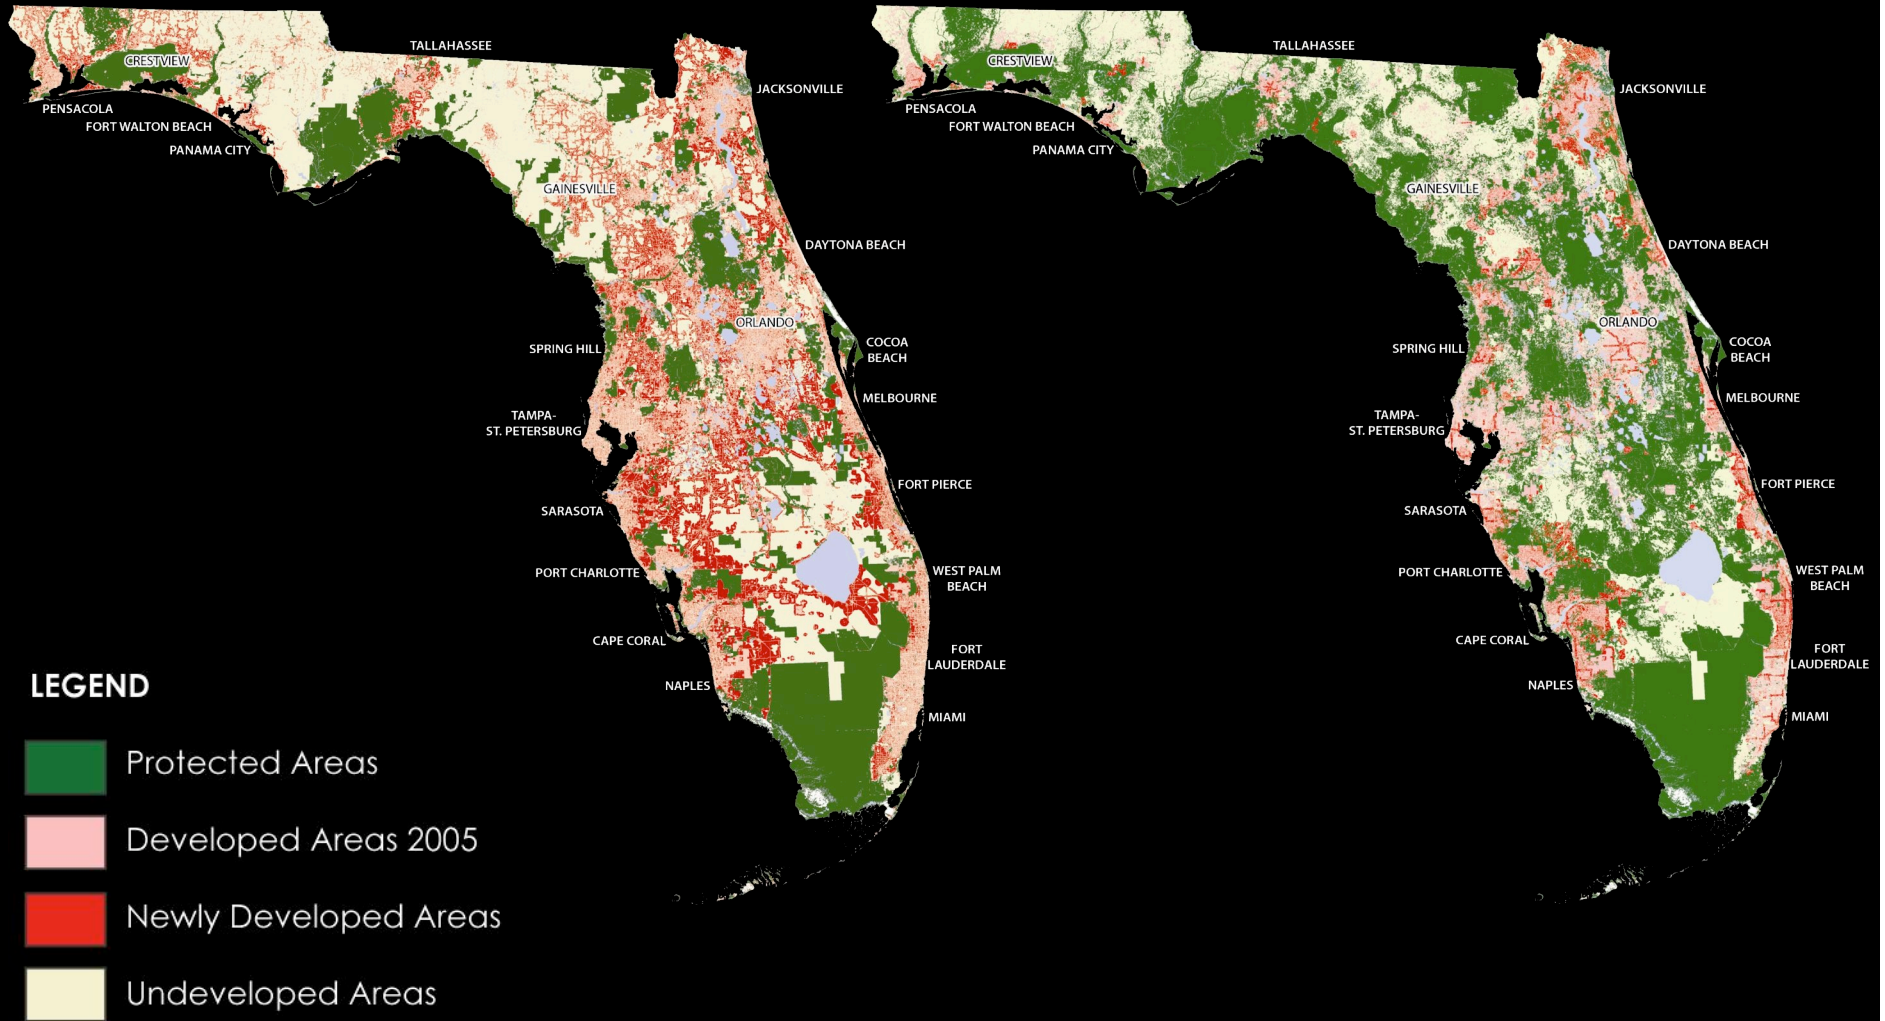 TALLAHASSEE
CRESTVIEW
JACKSONVILLE
PENSACOLA
FORT WALTON BEACH
PANAMA CITY
GAINESVILLE
DAYTONA BEACH
ORLANDO
SPRING HILL
COCOA
BEACH
MELBOURNE
TAMPA-
ST. PETERSBURG
FORT PIERCE
SARASOTA
PORT CHARLOTTE
WEST PALM
BEACH
CAPE CORAL
FORT
LAUDERDALE
NAPLES
MIAMI
TALLAHASSEE
CRESTVIEW
JACKSONVILLE
PENSACOLA
FORT WALTON BEACH
PANAMA CITY
GAINESVILLE
DAYTONA BEACH
ORLANDO
SPRING HILL
COCOA
BEACH
MELBOURNE
TAMPA-
ST. PETERSBURG
FORT PIERCE
SARASOTA
PORT CHARLOTTE
WEST PALM
BEACH
CAPE CORAL
FORT
LAUDERDALE
NAPLES
MIAMI
LEGEND
Protected Areas
Developed Areas 2005
Newly Developed Areas
Undeveloped Areas